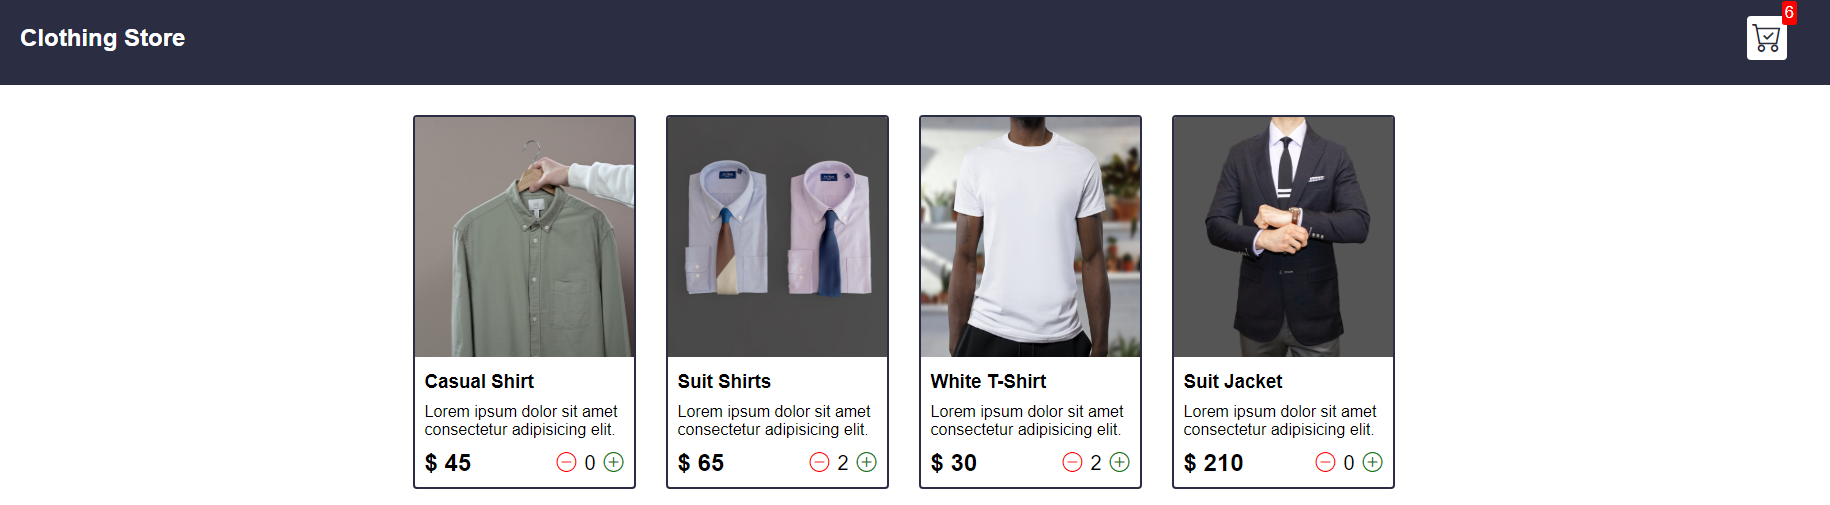 Clothing Store
6
Casual Shirt
Lorem ipsum dolor sit amet
consectetur adipisicing elit.
$ 45
0
Suit Shirts
Lorem ipsum dolor sit amet
consectetur adipisicing elit.
$ 65
2
White T-Shirt
Lorem ipsum dolor sit amet
consectetur adipisicing elit.
$ 30
2
Suit Jacket
Lorem ipsum dolor sit amet
consectetur adipisicing elit.
$ 210
0